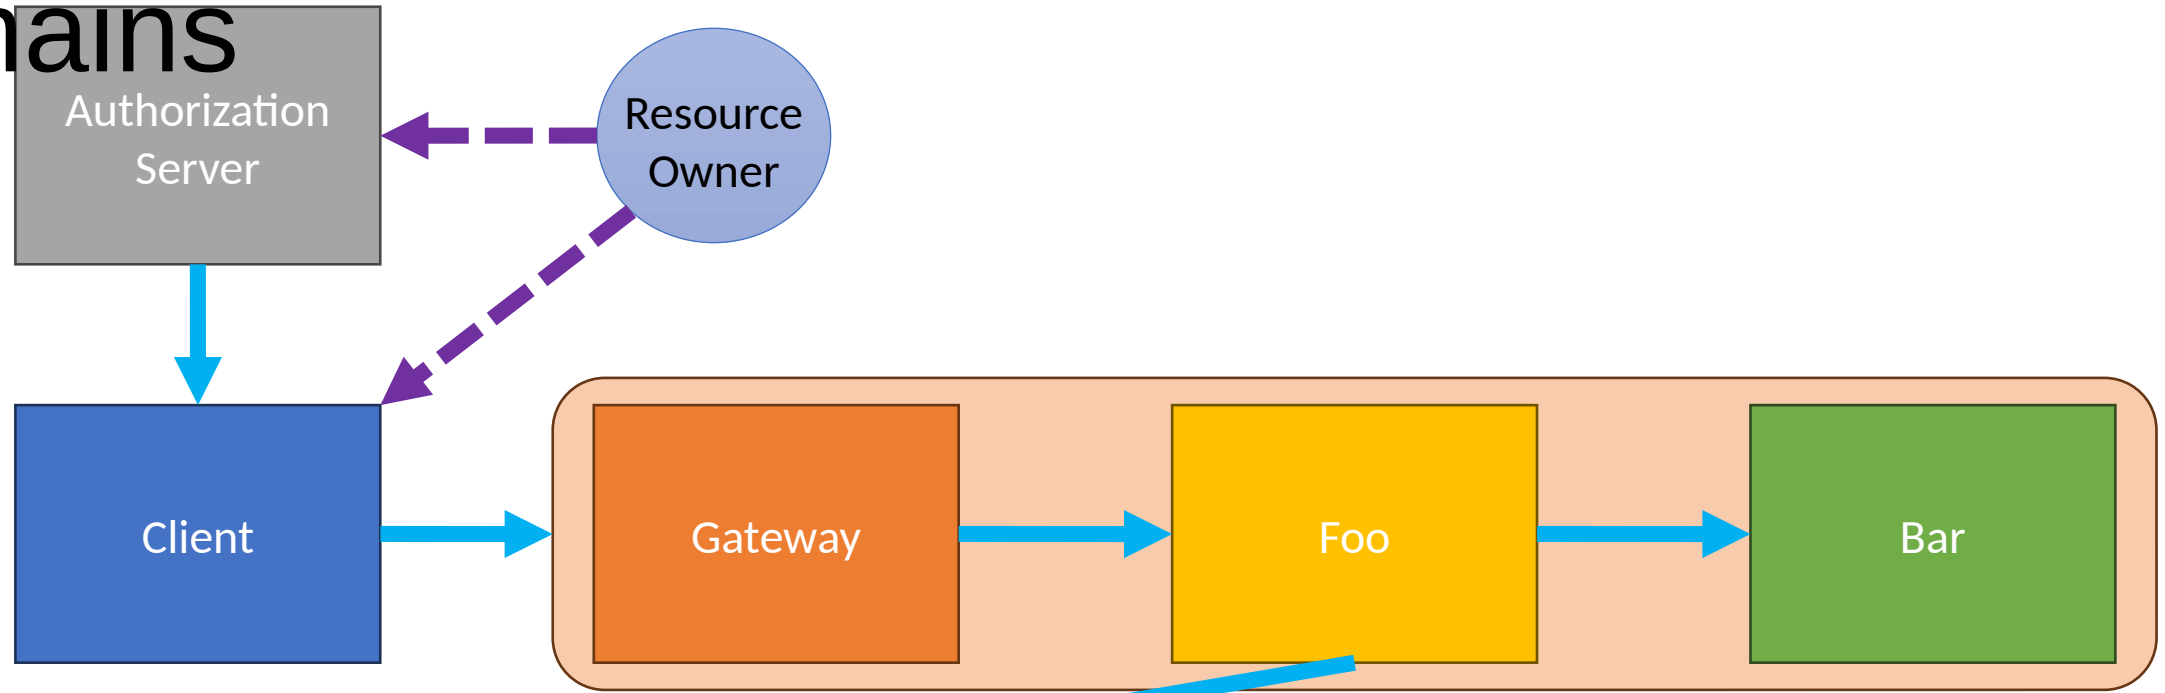 Authorization
Server
Resource
Owner
Client
Gateway
Foo
Bar